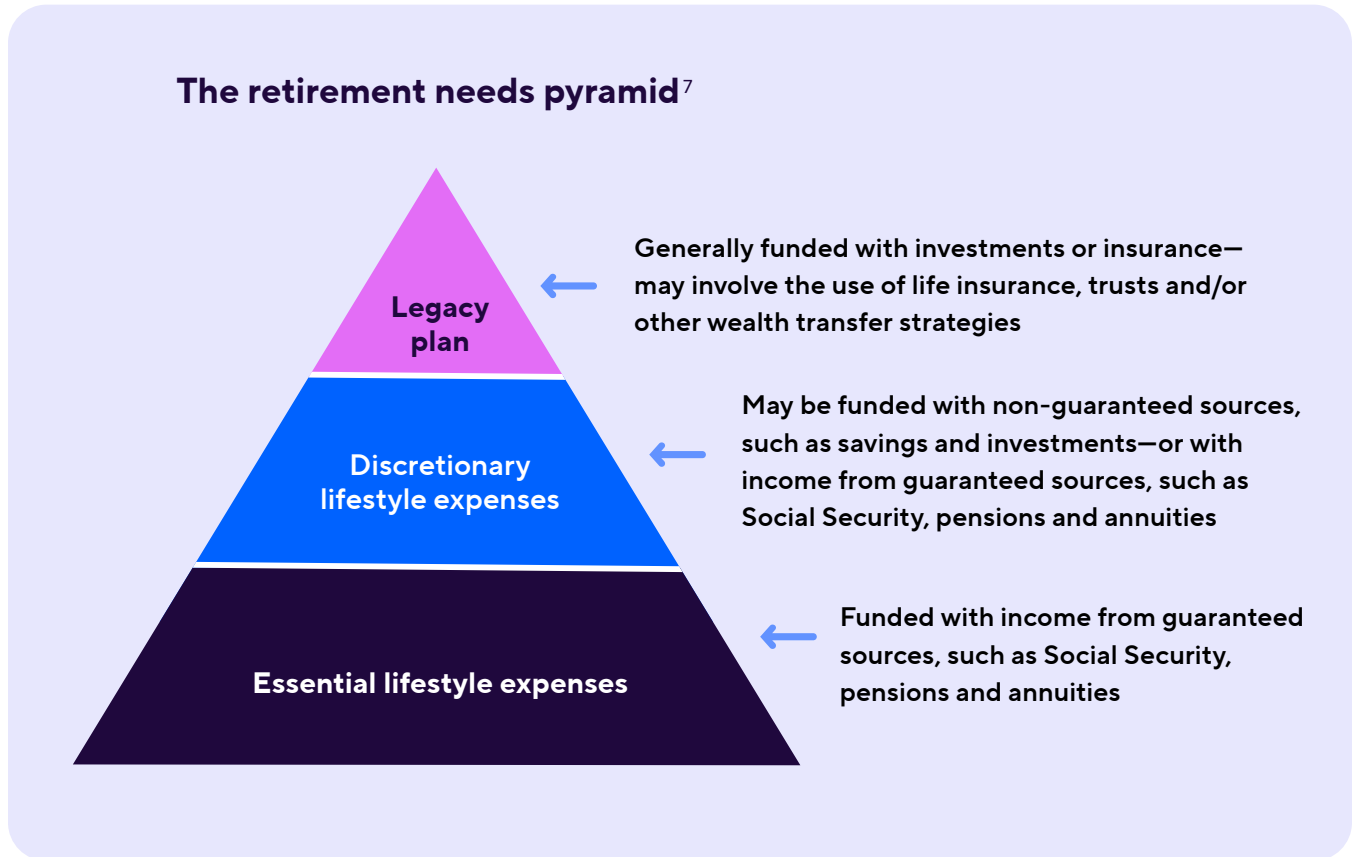 The retirement needs pyramid7
Legacy
plan
Generally funded with investments or insurance—
may involve the use of life insurance, trusts and/or
other wealth transfer strategies
Discretionary
lifestyle expenses
May be funded with non-guaranteed sources,
such as savings and investments—or with
income from guaranteed sources, such as
Social Security, pensions and annuities
Essential lifestyle expenses
Funded with income from guaranteed
sources, such as Social Security,
pensions and annuities